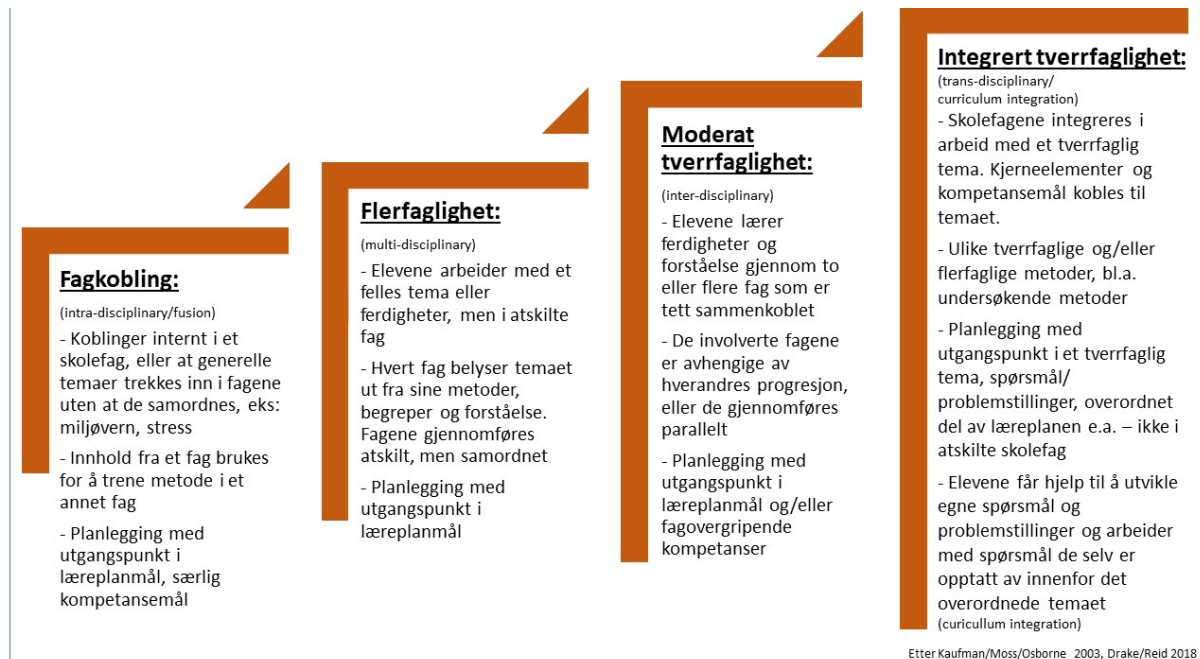 Fagkobling:
(intra-disciplinary/fusion)
- Koblinger internt i et
skolefag, eller at generelle
temaer trekkes inn i fagene
uten at de samordnes, eks:
miljøvern, stress
- Innhold fra et fag brukes
for å trene metode i et
annet fag
- Planlegging med
utgangspunkt i
læreplanmål, særlig
kompetansemål
Flerfaglighet:
(multi-disciplinary)
- Elevene arbeider med et
felles tema eller
ferdigheter, men i atskilte
fag
- Hvert fag belyser temaet
ut fra sine metoder,
begreper og forståelse.
Fagene gjennomføres
atskilt, men samordnet
- Planlegging med
utgangspunkt i
læreplanmål
Moderat
tverrfaglighet:
(inter-disciplinary)
- Elevene lærer
ferdigheter og
forståelse gjennom to
eller flere fag som er
tett sammenkoblet
- De involverte fagene
er avhengige av
hverandres progresjon,
eller de gjennomføres
parallelt
- Planlegging med
utgangspunkt i
læreplanmål og/eller
fagovergripende
kompetanser
Integrert tverrfaglighet:
(trans-disciplinary/
curriculum integration)
- Skolefagene integreres i
arbeid med et tverrfaglig
tema. Kjerneelementer og
kompetansemål kobles til
temaet.
- Ulike tverrfaglige og/eller
flerfaglige metoder, bl.a.
undersøkende metoder
- Planlegging med
utgangspunkt i et tverrfaglig
tema, spørsmål/
problemstillinger, overordnet
del av læreplanen e.a. – ikke i
atskilte skolefag
- Elevene får hjelp til å utvikle
egne spørsmål og
problemstillinger og arbeider
med spørsmål de selv er
opptatt av innenfor det
overordnede temaet
(curicullum integration)
Etter Kaufman/Moss/Osborne 2003, Drake/Reid 2018